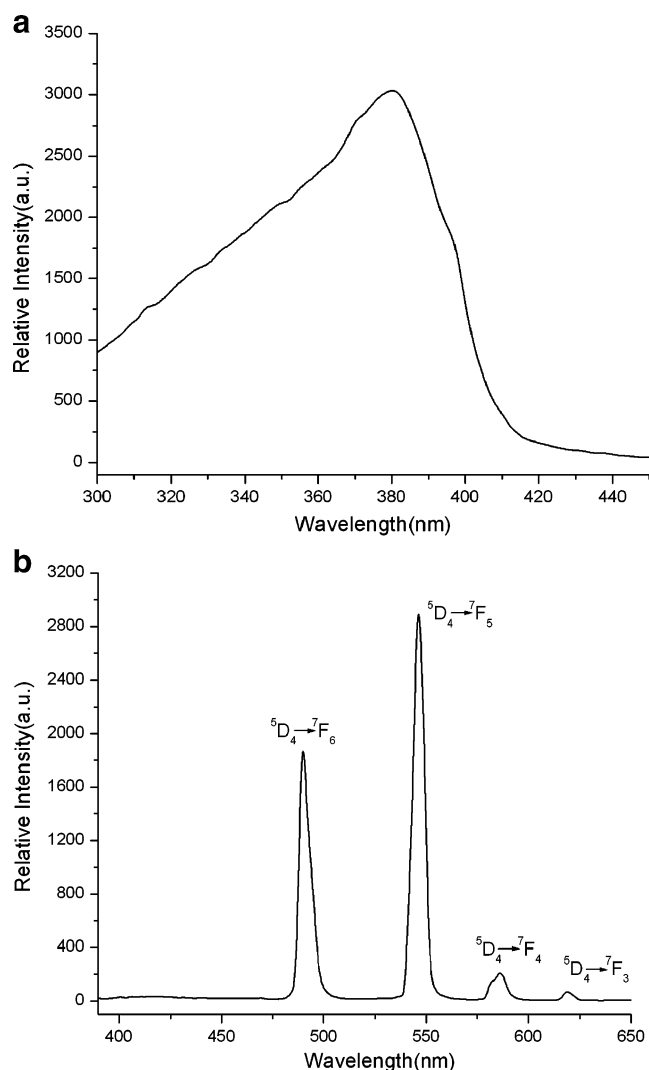 a
3500
3000
2500
2000
1500
1000
500
0
Relative Intensity(a.u.)
300 320 340 360 380 400 420 440
Wavelength(nm)
b
3200
2800
2400
2000
1600
1200
800
400
0
Relative Intensity(a.u.)
⁵D₄→⁷F₅
⁵D₄→⁷F₆
⁵D₄→⁷F₄
⁵D₄→⁷F₃
400 450 500 550 600 650
Wavelength(nm)